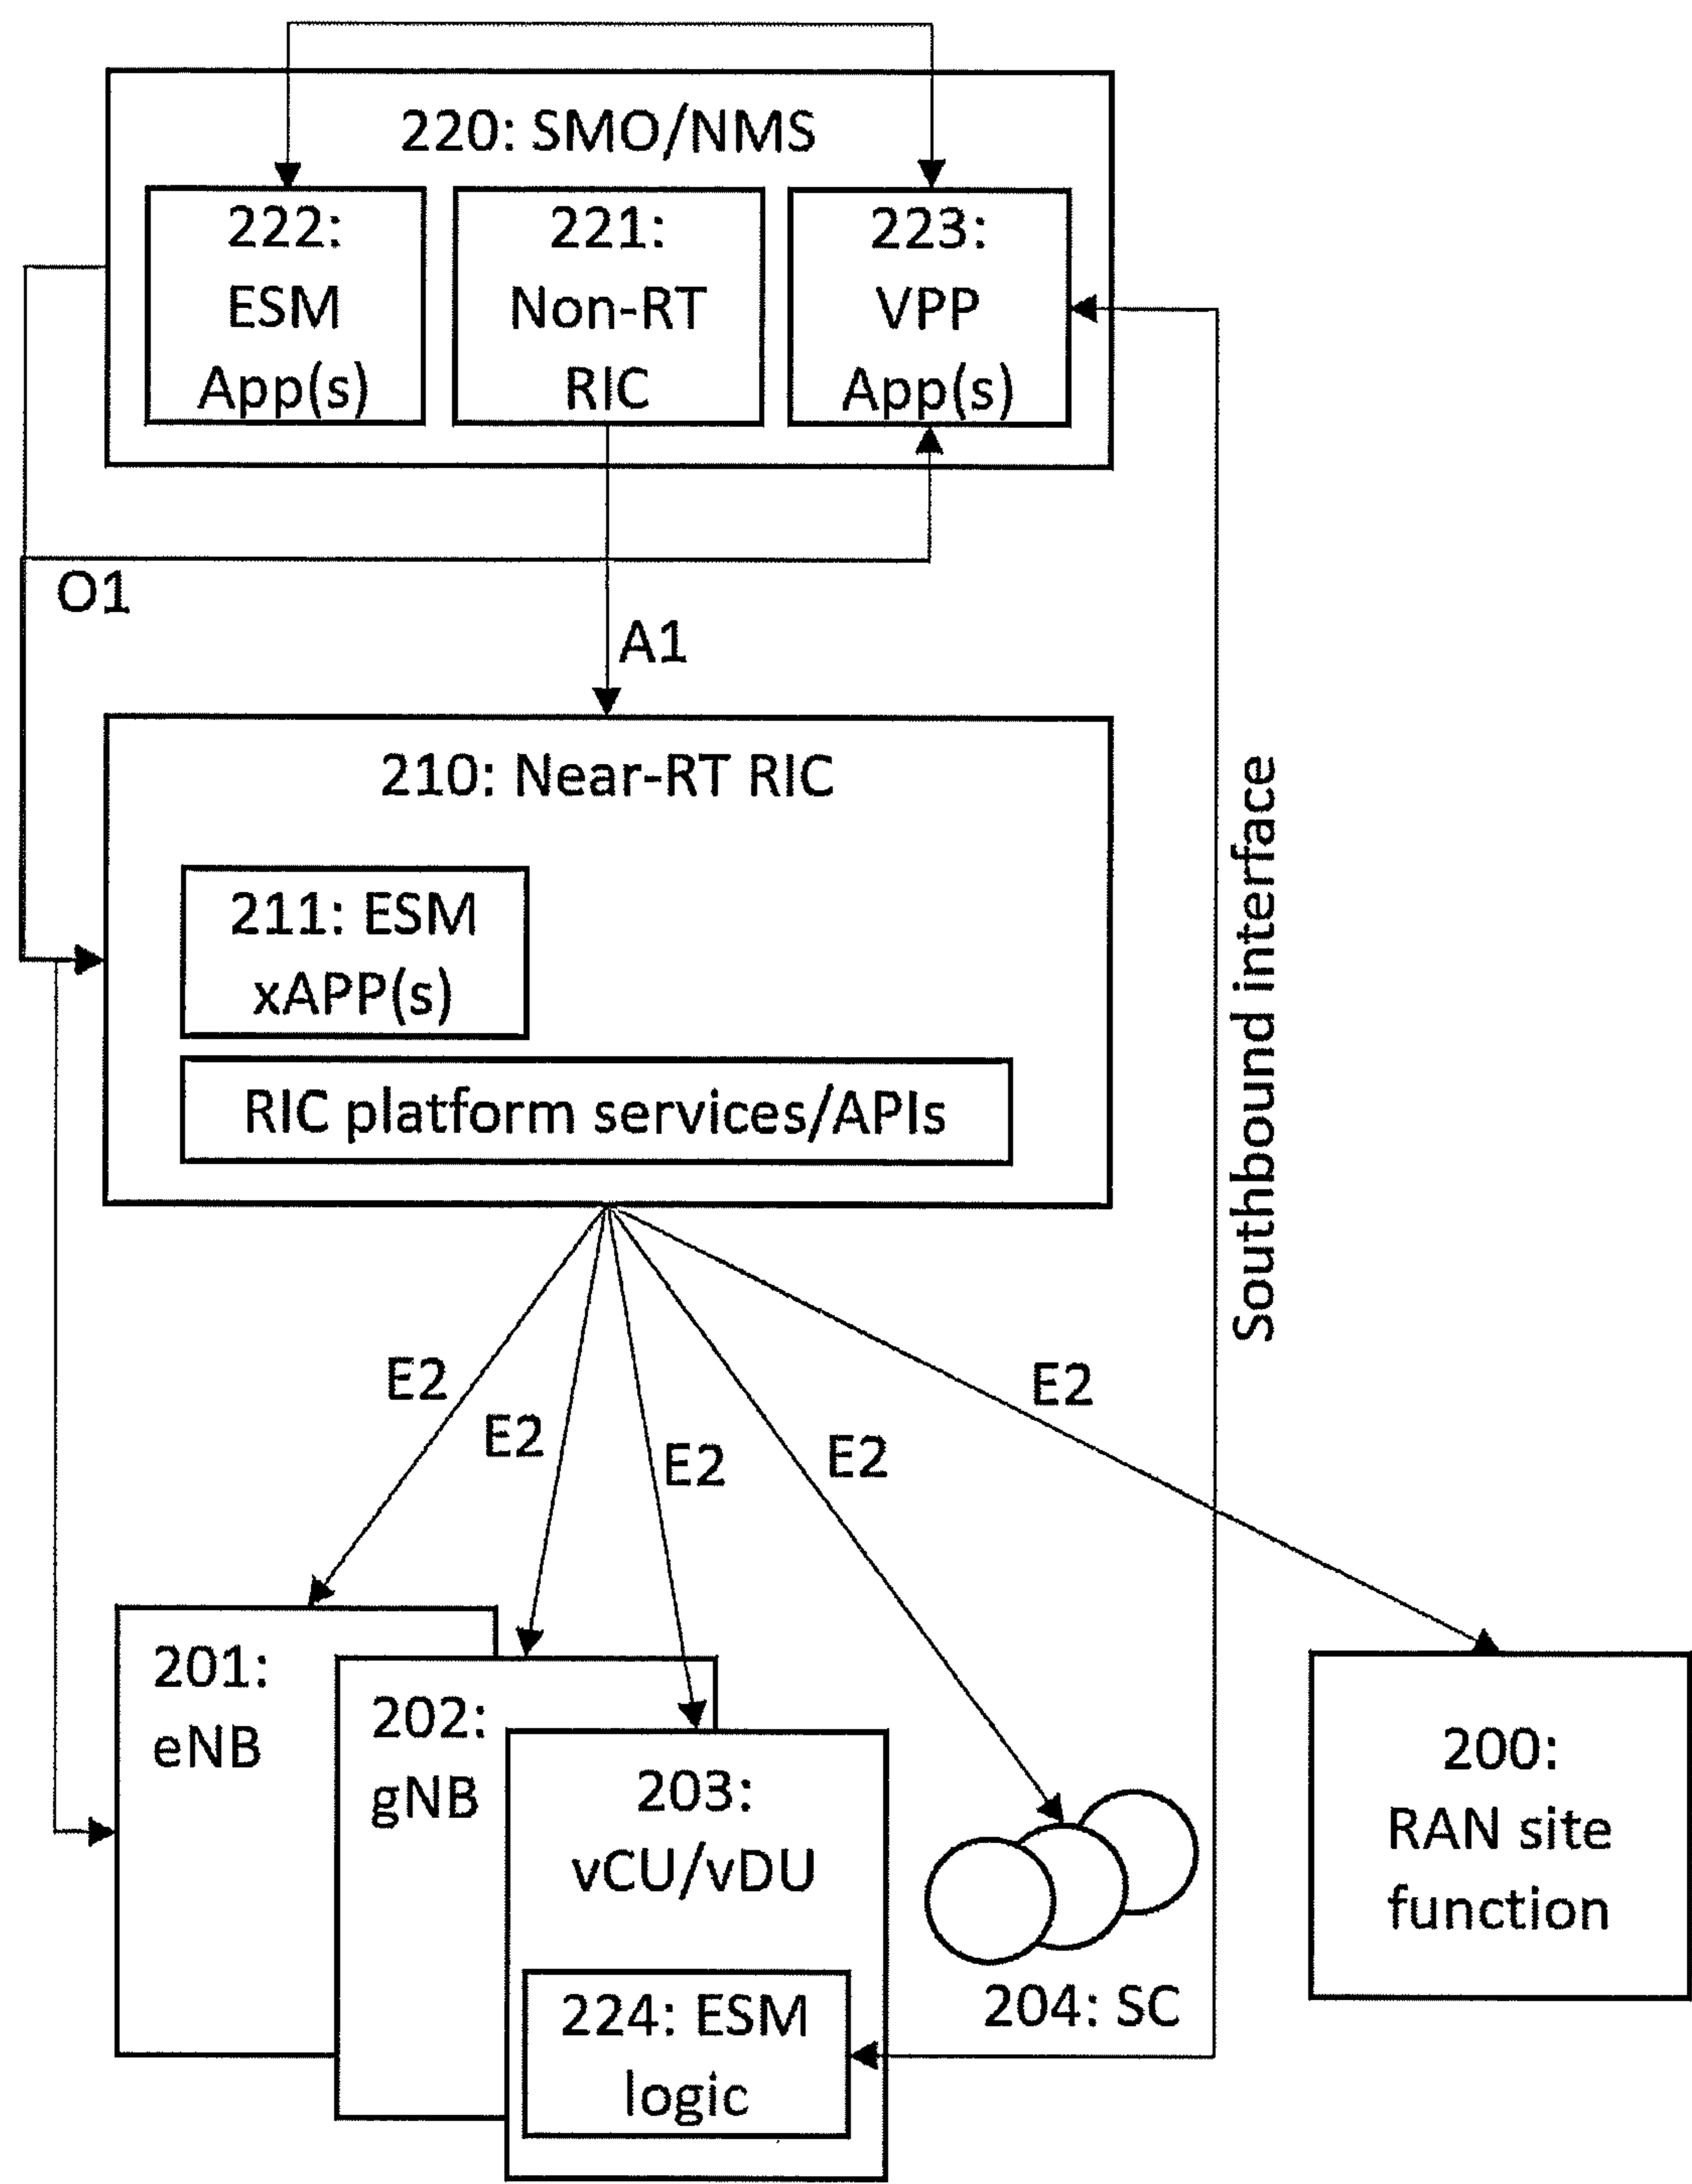 220: SMO/NMS
222:
ESM
App(s)
221:
Non-RT
RIC
223:
VPP
App(s)
O1
A1
210: Near-RT RIC
211: ESM
xAPP(s)
RIC platform services/APIs
Southbound interface
E2
E2
E2
E2
E2
201:
eNB
202:
gNB
203:
vCU/vDU
224: ESM
logic
204: SC
200:
RAN site
function